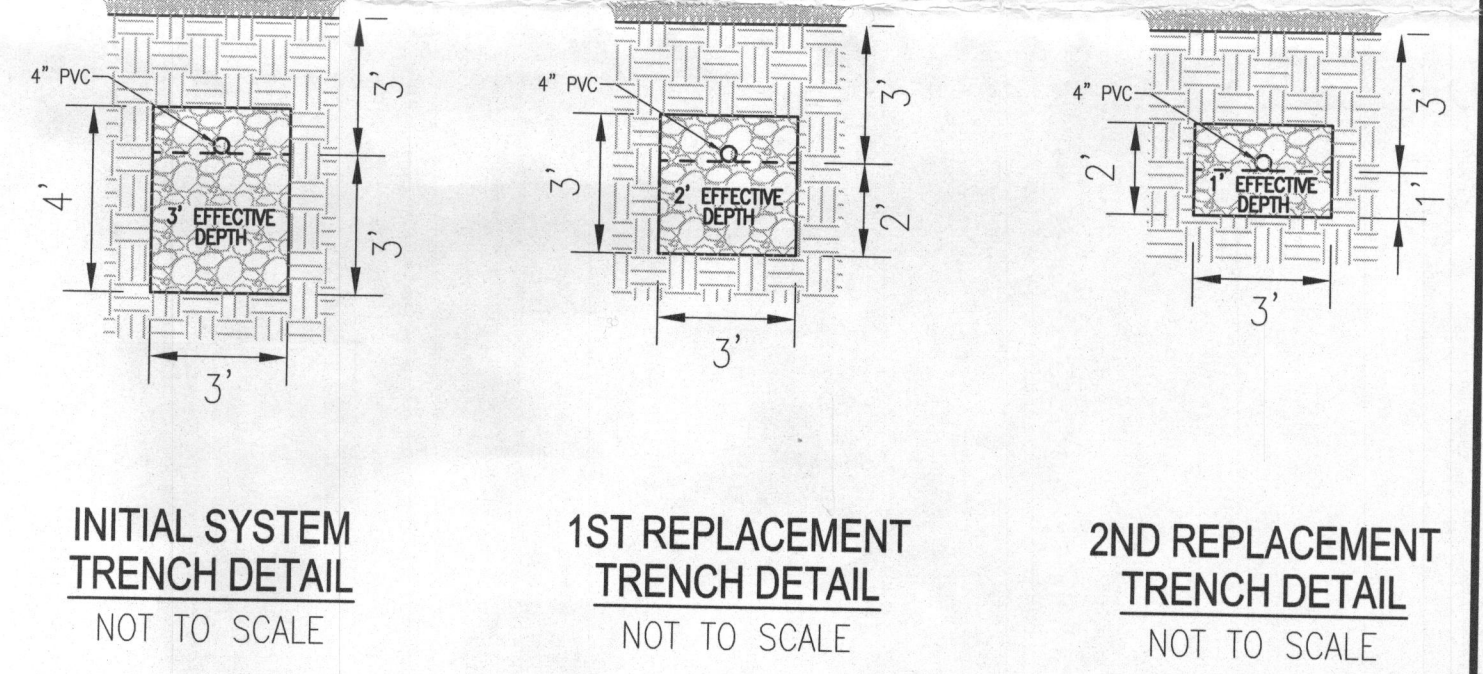 4" PVC
3'
4'
3' EFFECTIVE
DEPTH
3'
3'
INITIAL SYSTEM
TRENCH DETAIL
NOT TO SCALE
4" PVC
3'
3'
2' EFFECTIVE
DEPTH
2'
3'
1ST REPLACEMENT
TRENCH DETAIL
NOT TO SCALE
4" PVC
3'
2'
1' EFFECTIVE
DEPTH
1'
3'
2ND REPLACEMENT
TRENCH DETAIL
NOT TO SCALE